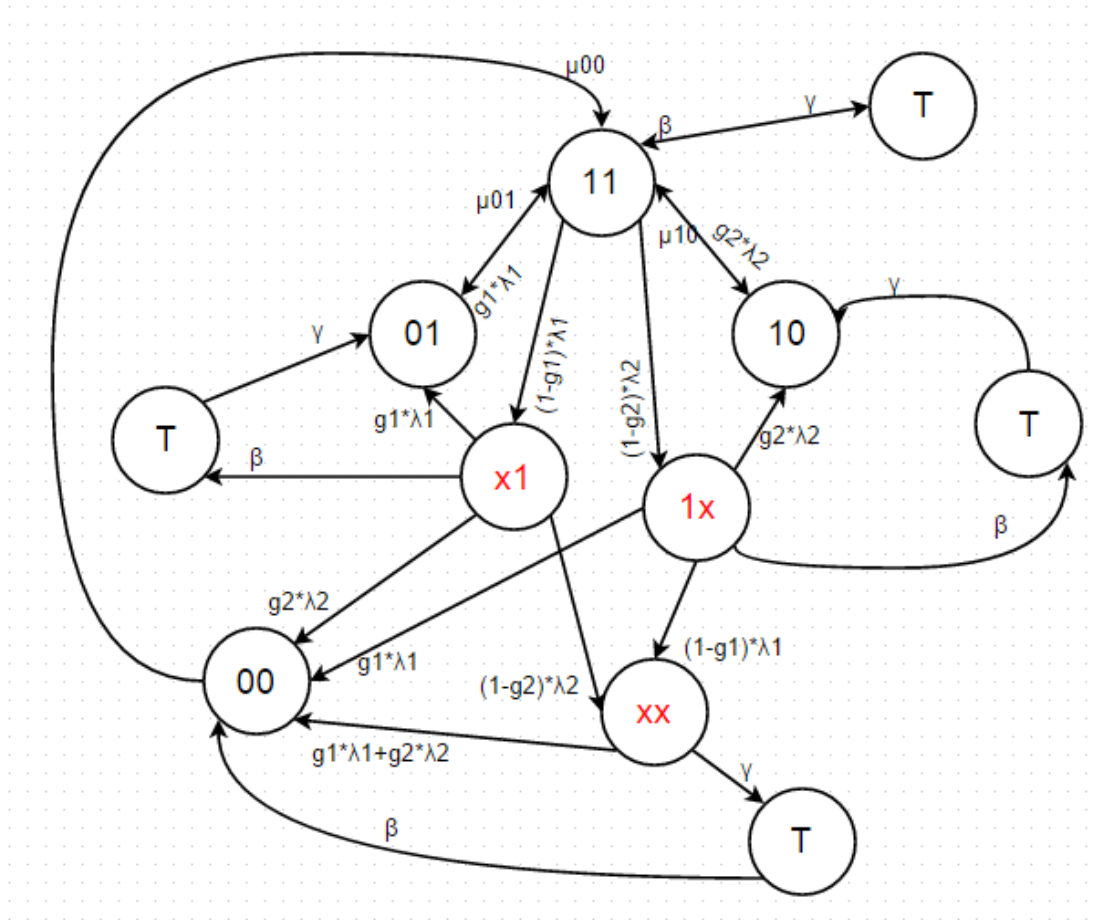 μ00
γ
T
β
11
μ01
μ10
g2*λ2
g1*λ1
γ
γ
01
10
(1-g1)*λ1
(1-g2)*λ2
g1*λ1
g2*λ2
T
T
β
x1
1x
β
g2*λ2
g1*λ1
(1-g1)*λ1
00
(1-g2)*λ2
xx
g1*λ1+g2*λ2
γ
β
T